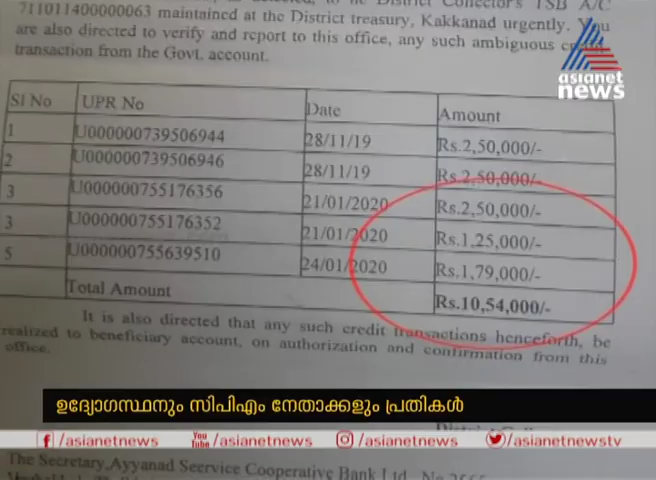 7110114000000063 maintained at the District treasury, Kakkanad urgently. You
are also directed to verify and report to this office, any such ambiguous credit
transaction from the Govt. account.
asianet
news
Sl No UPR No Date Amount
1 U000000739506944 28/11/19 Rs.2,50,000/-
2 U000000739506946 28/11/19 Rs.2,50,000/-
3 U000000755176356 21/01/2020 Rs.2,50,000/-
3 U000000755176352 21/01/2020 Rs.1,25,000/-
5 U000000755639510 24/01/2020 Rs.1,79,000/-
Total Amount Rs.10,54,000/-
It is also directed that any such credit transactions henceforth, be
realized to beneficiary account, on authorization and confirmation from this
office.
ഉദ്യോഗസ്ഥനും സിപിഎം നേതാക്കളും പ്രതികൾ
/asianetnews You Tube /asianetnews /asianetnews /asianetnewstv
The Secretary,Ayyanad Seervice Cooperative Bank Ltd., No